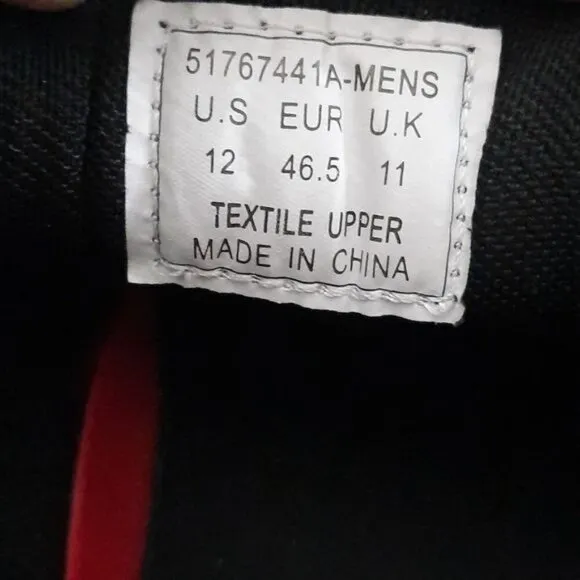 51767441A-MENS
U.S EUR U.K
12 46.5 11
TEXTILE UPPER
MADE IN CHINA